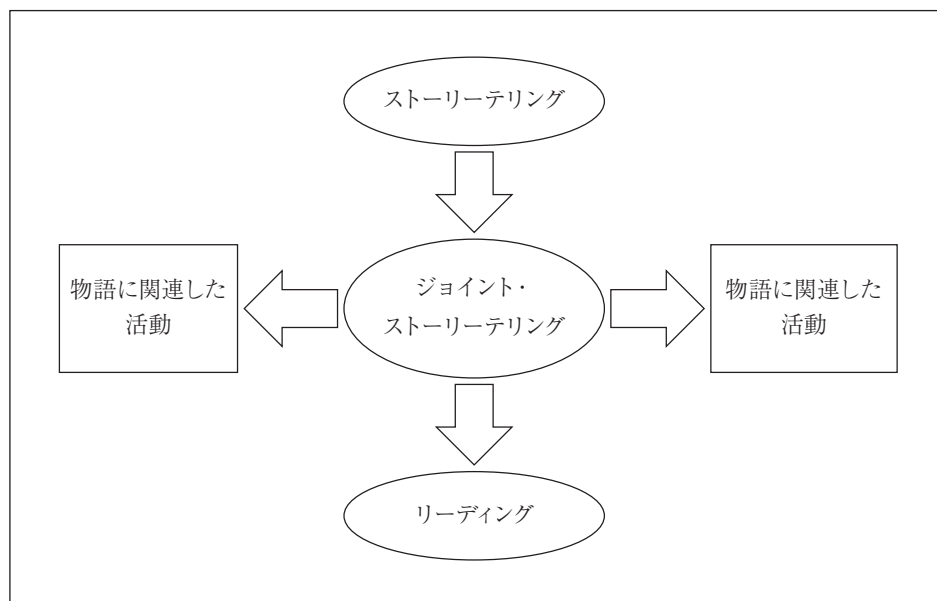 ストーリーテリング
物語に関連した
活動
ジョイント・
ストーリーテリング
物語に関連した
活動
リーディング